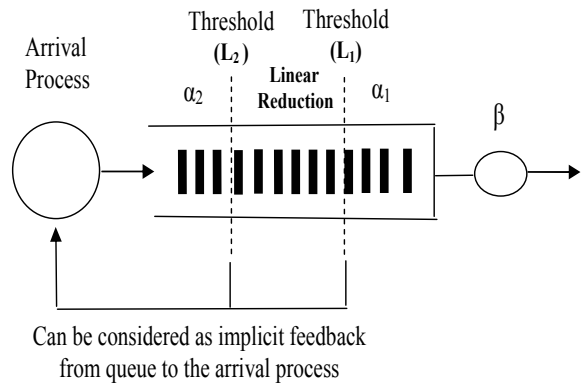 Arrival
Process
Threshold
(L₂)
Threshold
(L₁)
Linear
Reduction
α₂
α₁
β
Can be considered as implicit feedback
from queue to the arrival process